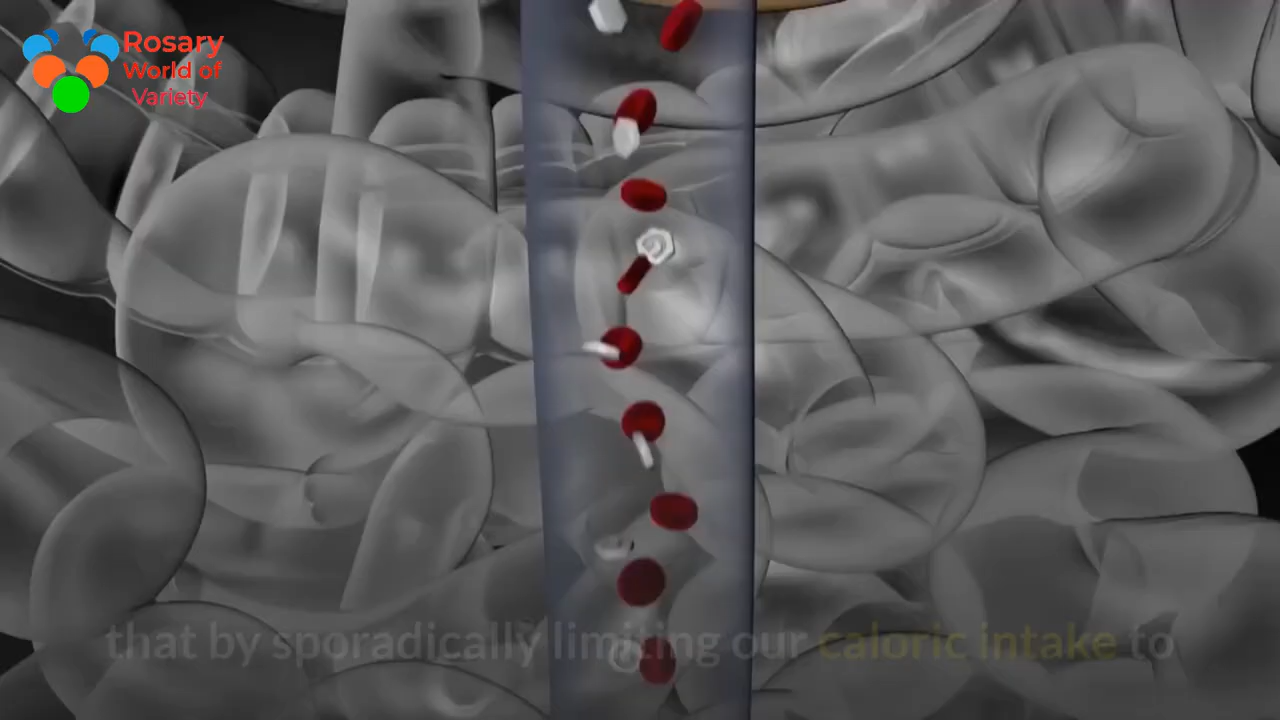 Rosary
World of
Variety
that by sporadically limiting our caloric intake to